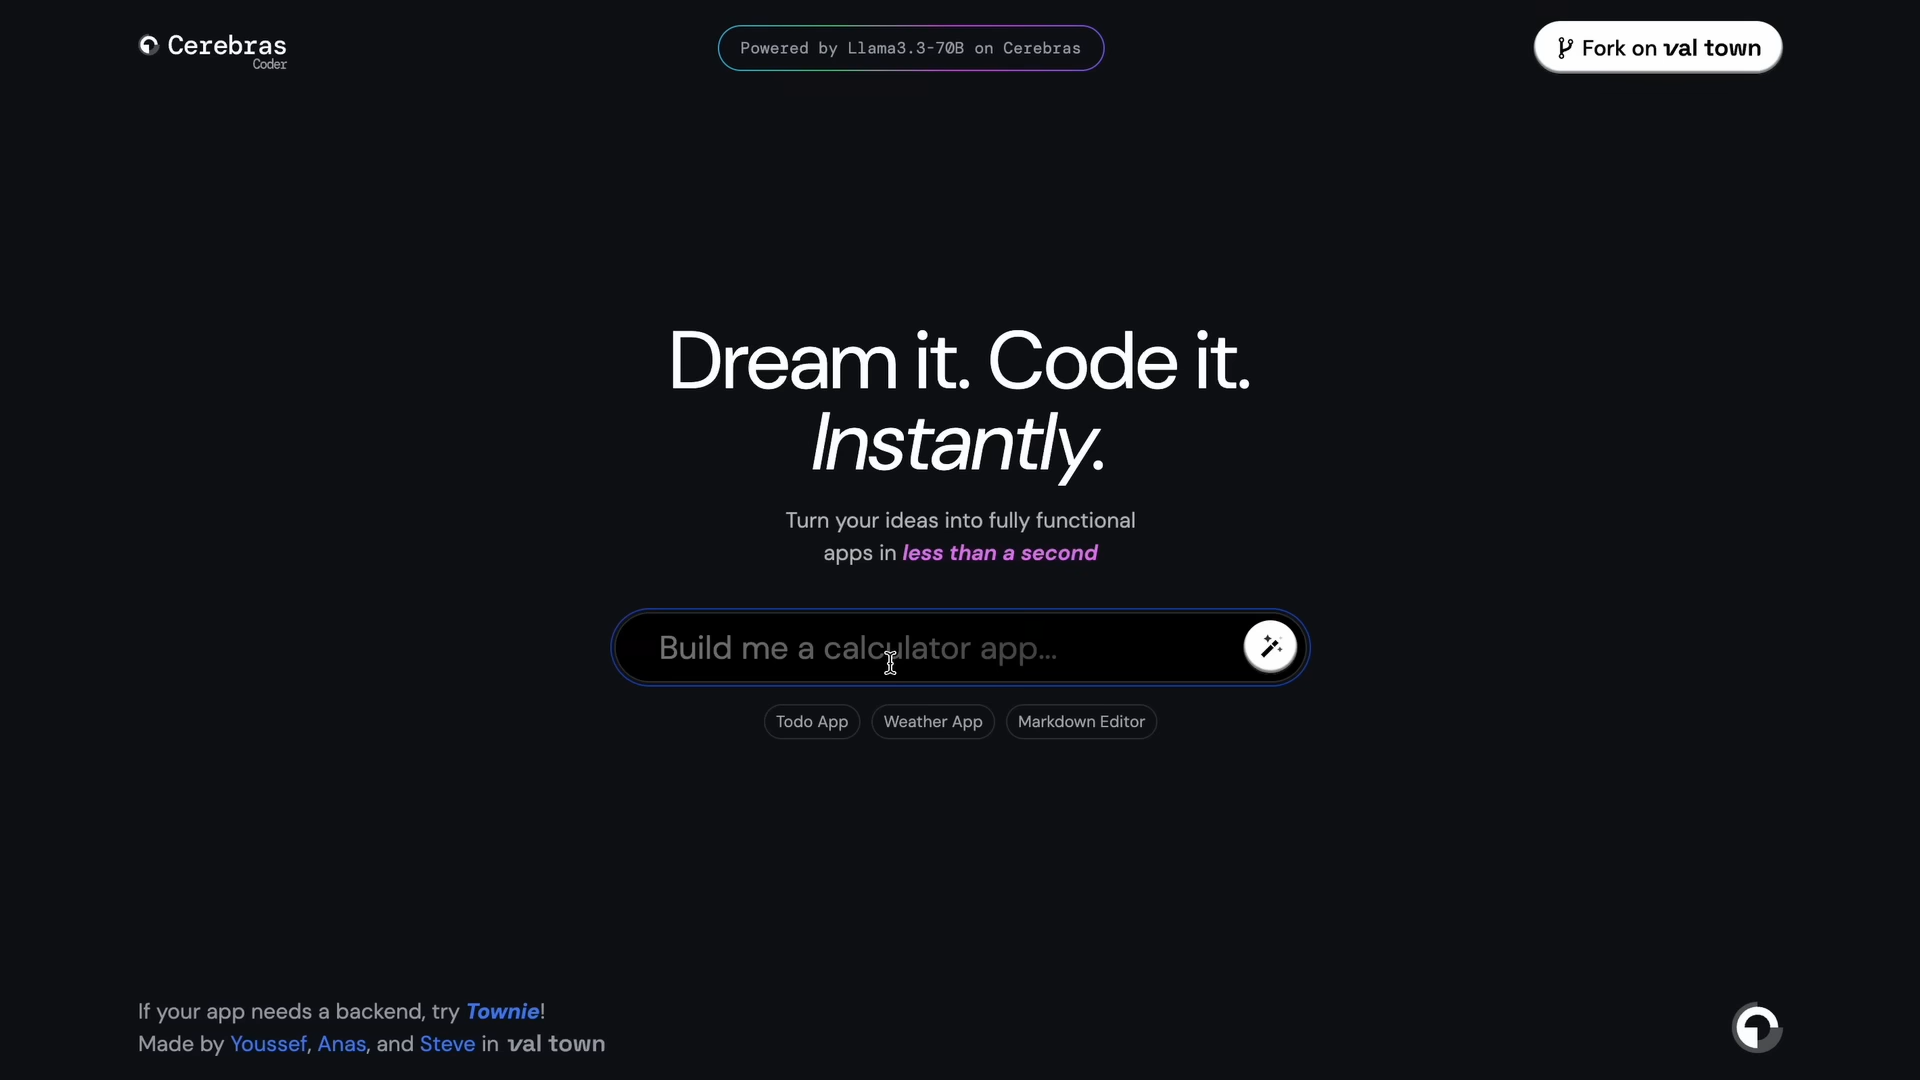 Cerebras
Coder
Powered by Llama3.3-70B on Cerebras
Fork on val town
Dream it. Code it.
Instantly.
Turn your ideas into fully functional
apps in less than a second
Build me a calculator app...
Todo App
Weather App
Markdown Editor
If your app needs a backend, try Townie!
Made by Youssef, Anas, and Steve in val town